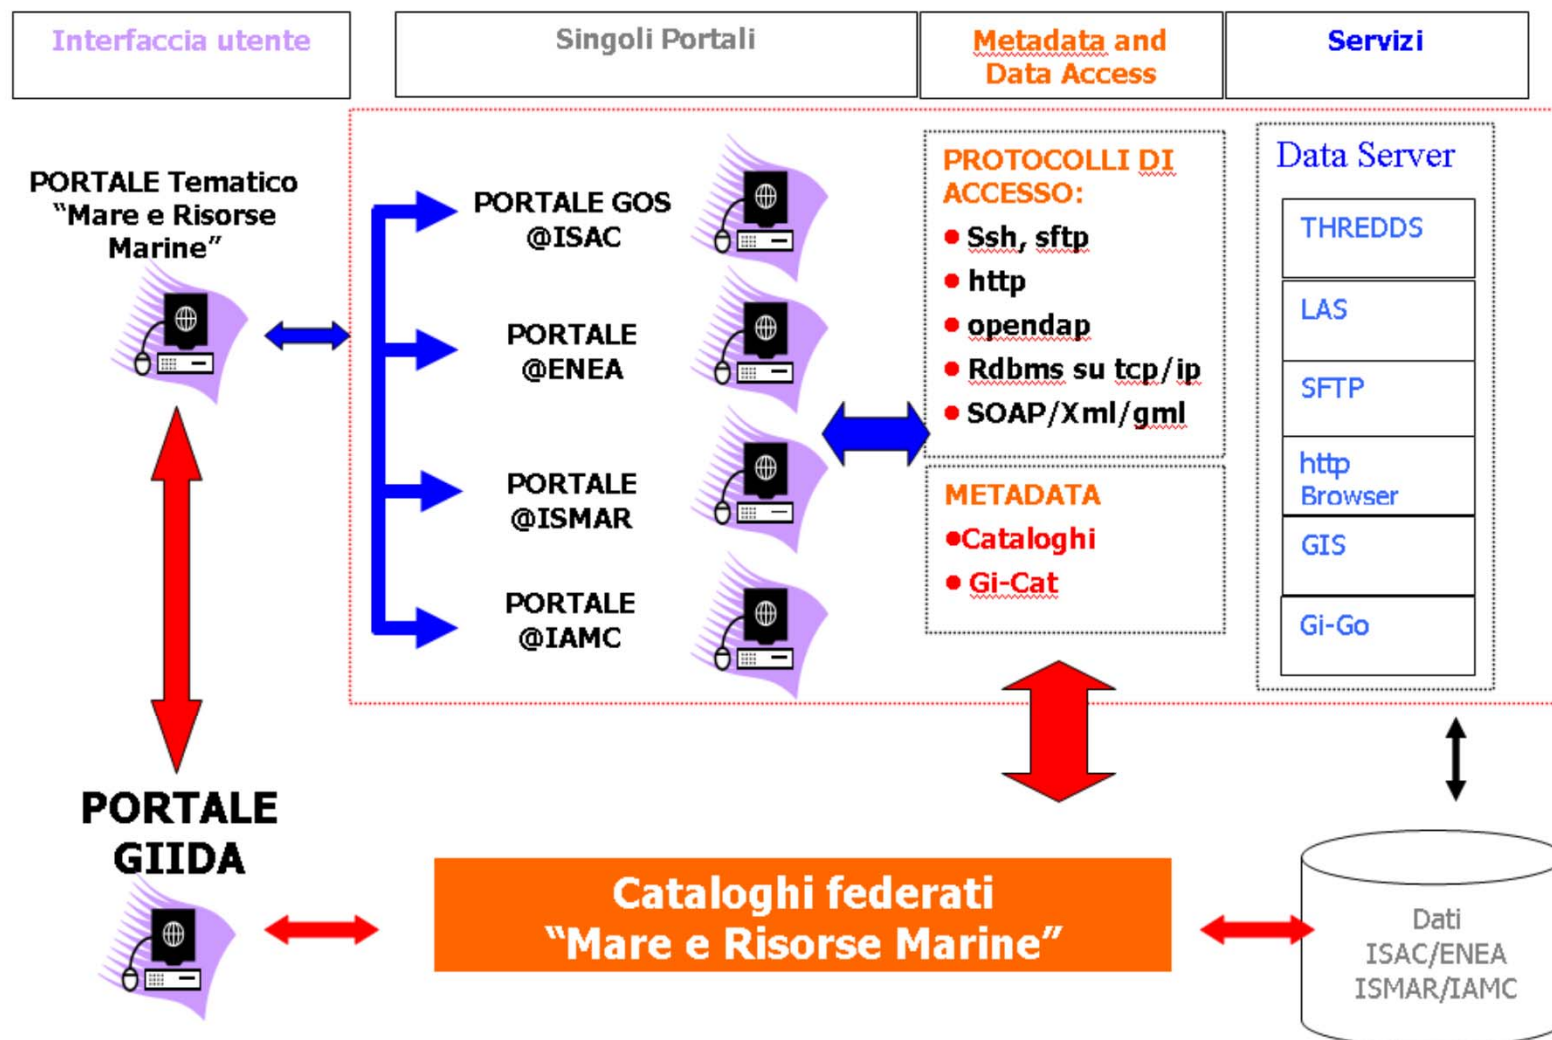 Interfaccia utente
Singoli Portali
Metadata and
Data Access
Servizi
PORTALE Tematico
“Mare e Risorse
Marine”
PORTALE GOS
@ISAC
PORTALE
@ENEA
PORTALE
@ISMAR
PORTALE
@IAMC
PROTOCOLLI DI
ACCESSO:
• Ssh, sftp
• http
• opendap
• Rdbms su tcp/ip
• SOAP/Xml/gml
METADATA
•Cataloghi
• Gi-Cat
Data Server
THREDDS
LAS
SFTP
http
Browser
GIS
Gi-Go
PORTALE
GIIDA
Cataloghi federati
“Mare e Risorse Marine”
Dati
ISAC/ENEA
ISMAR/IAMC